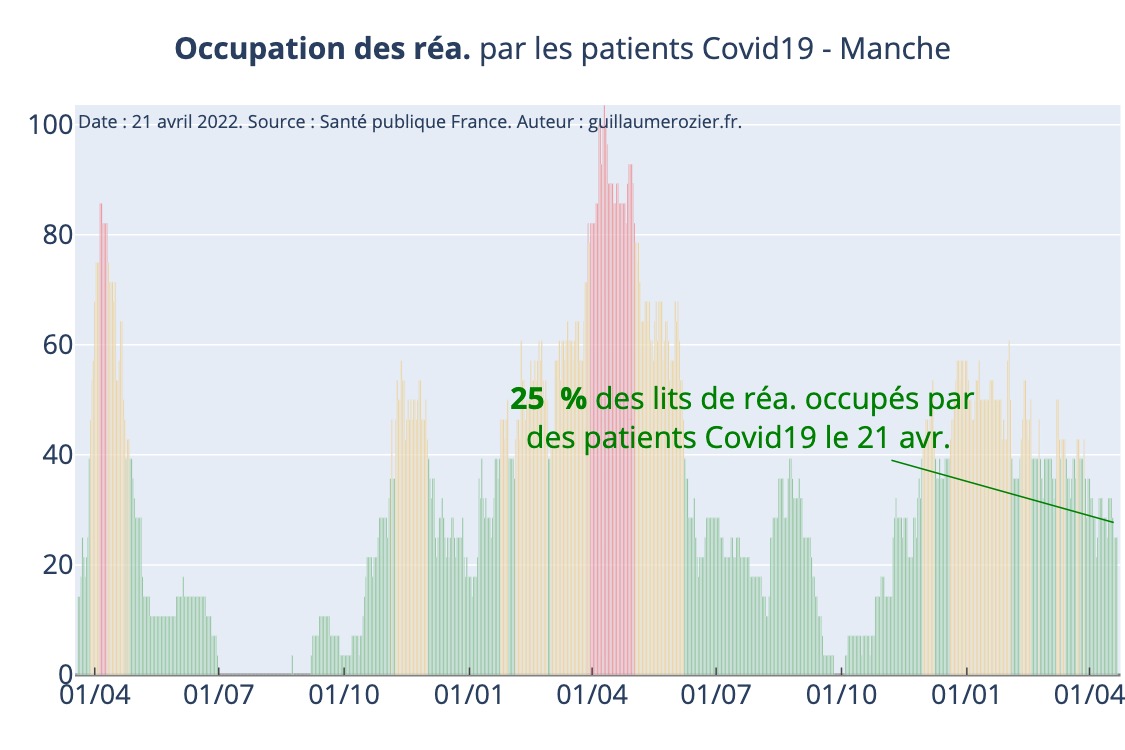 Occupation des réa. par les patients Covid19 - Manche
Date : 21 avril 2022. Source : Santé publique France. Auteur : guillaumerozier.fr.
100
80
60
40
20
0
25 % des lits de réa. occupés par
des patients Covid19 le 21 avr.
01/04 01/07 01/10 01/01 01/04 01/07 01/10 01/01 01/04